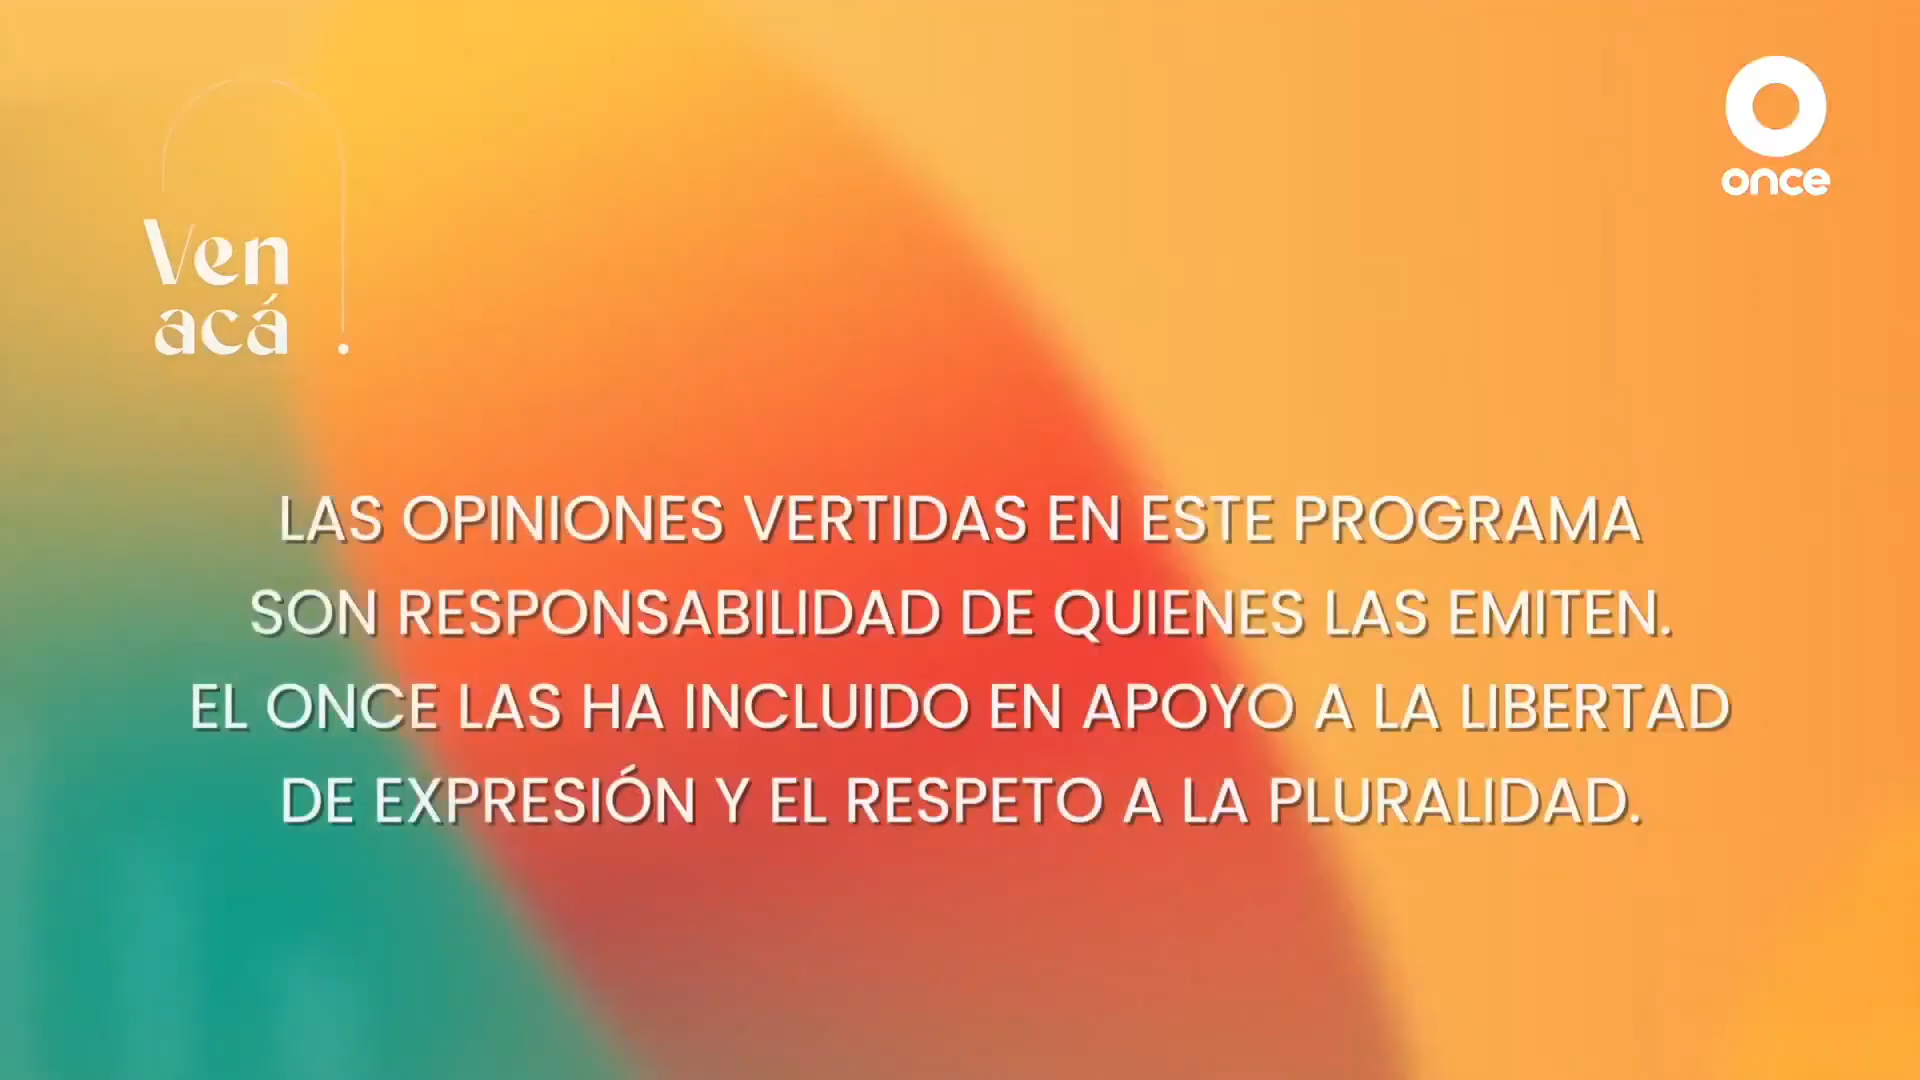 Ven
acá
once
LAS OPINIONES VERTIDAS EN ESTE PROGRAMA
SON RESPONSABILIDAD DE QUIENES LAS EMITEN.
EL ONCE LAS HA INCLUIDO EN APOYO A LA LIBERTAD
DE EXPRESIÓN Y EL RESPETO A LA PLURALIDAD.